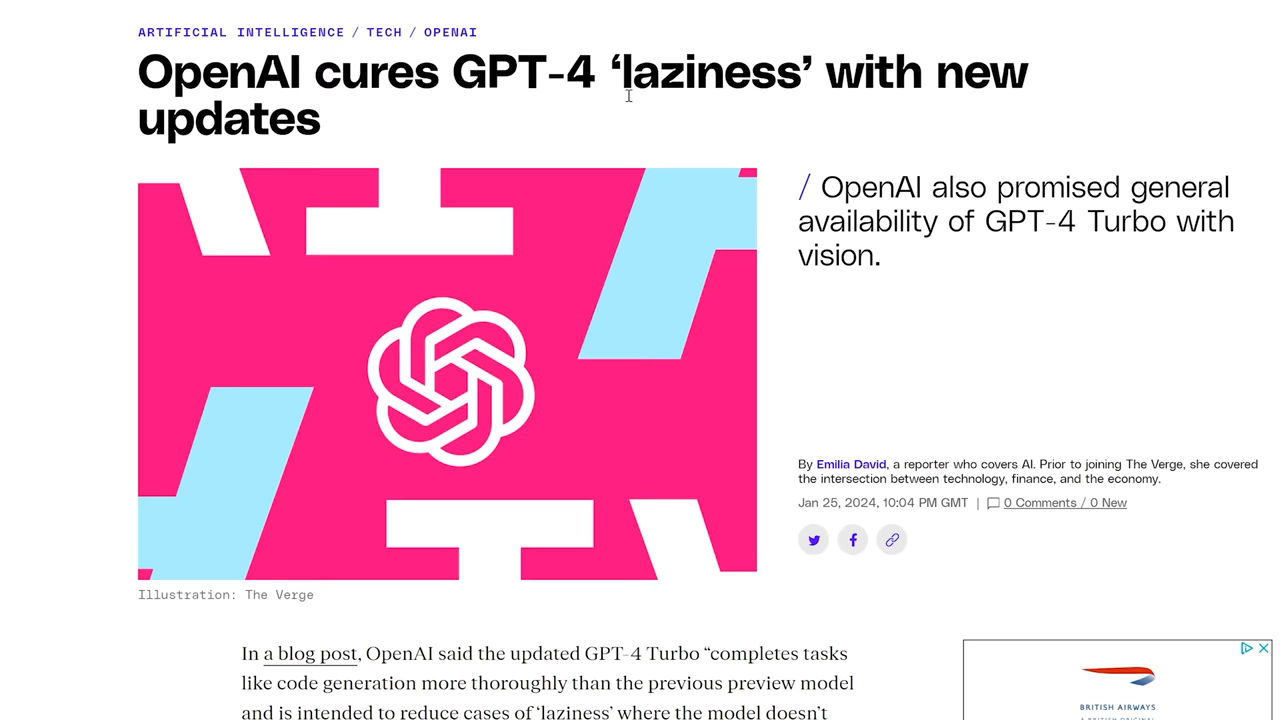 ARTIFICIAL INTELLIGENCE / TECH / OPENAI
OpenAI cures GPT-4 ‘laziness’ with new
updates
/ OpenAI also promised general
availability of GPT-4 Turbo with
vision.
By Emilia David, a reporter who covers AI. Prior to joining The Verge, she covered
the intersection between technology, finance, and the economy.
Jan 25, 2024, 10:04 PM GMT | 0 Comments / 0 New
Illustration: The Verge
In a blog post, OpenAI said the updated GPT-4 Turbo “completes tasks
like code generation more thoroughly than the previous preview model
and is intended to reduce cases of ‘laziness’ where the model doesn’t
BRITISH AIRWAYS
A BRITISH ORIGINAL